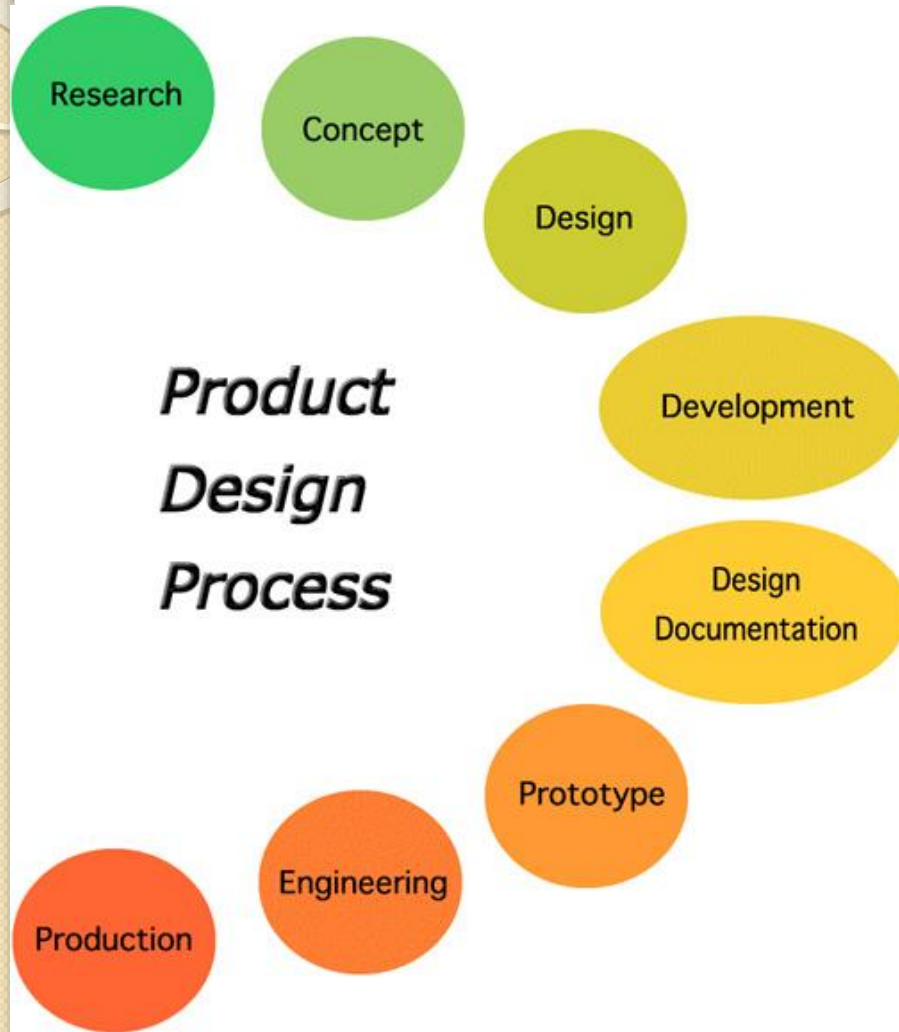 Research
Concept
Design
Development
Design
Documentation
Prototype
Engineering
Production
Product
Design
Process